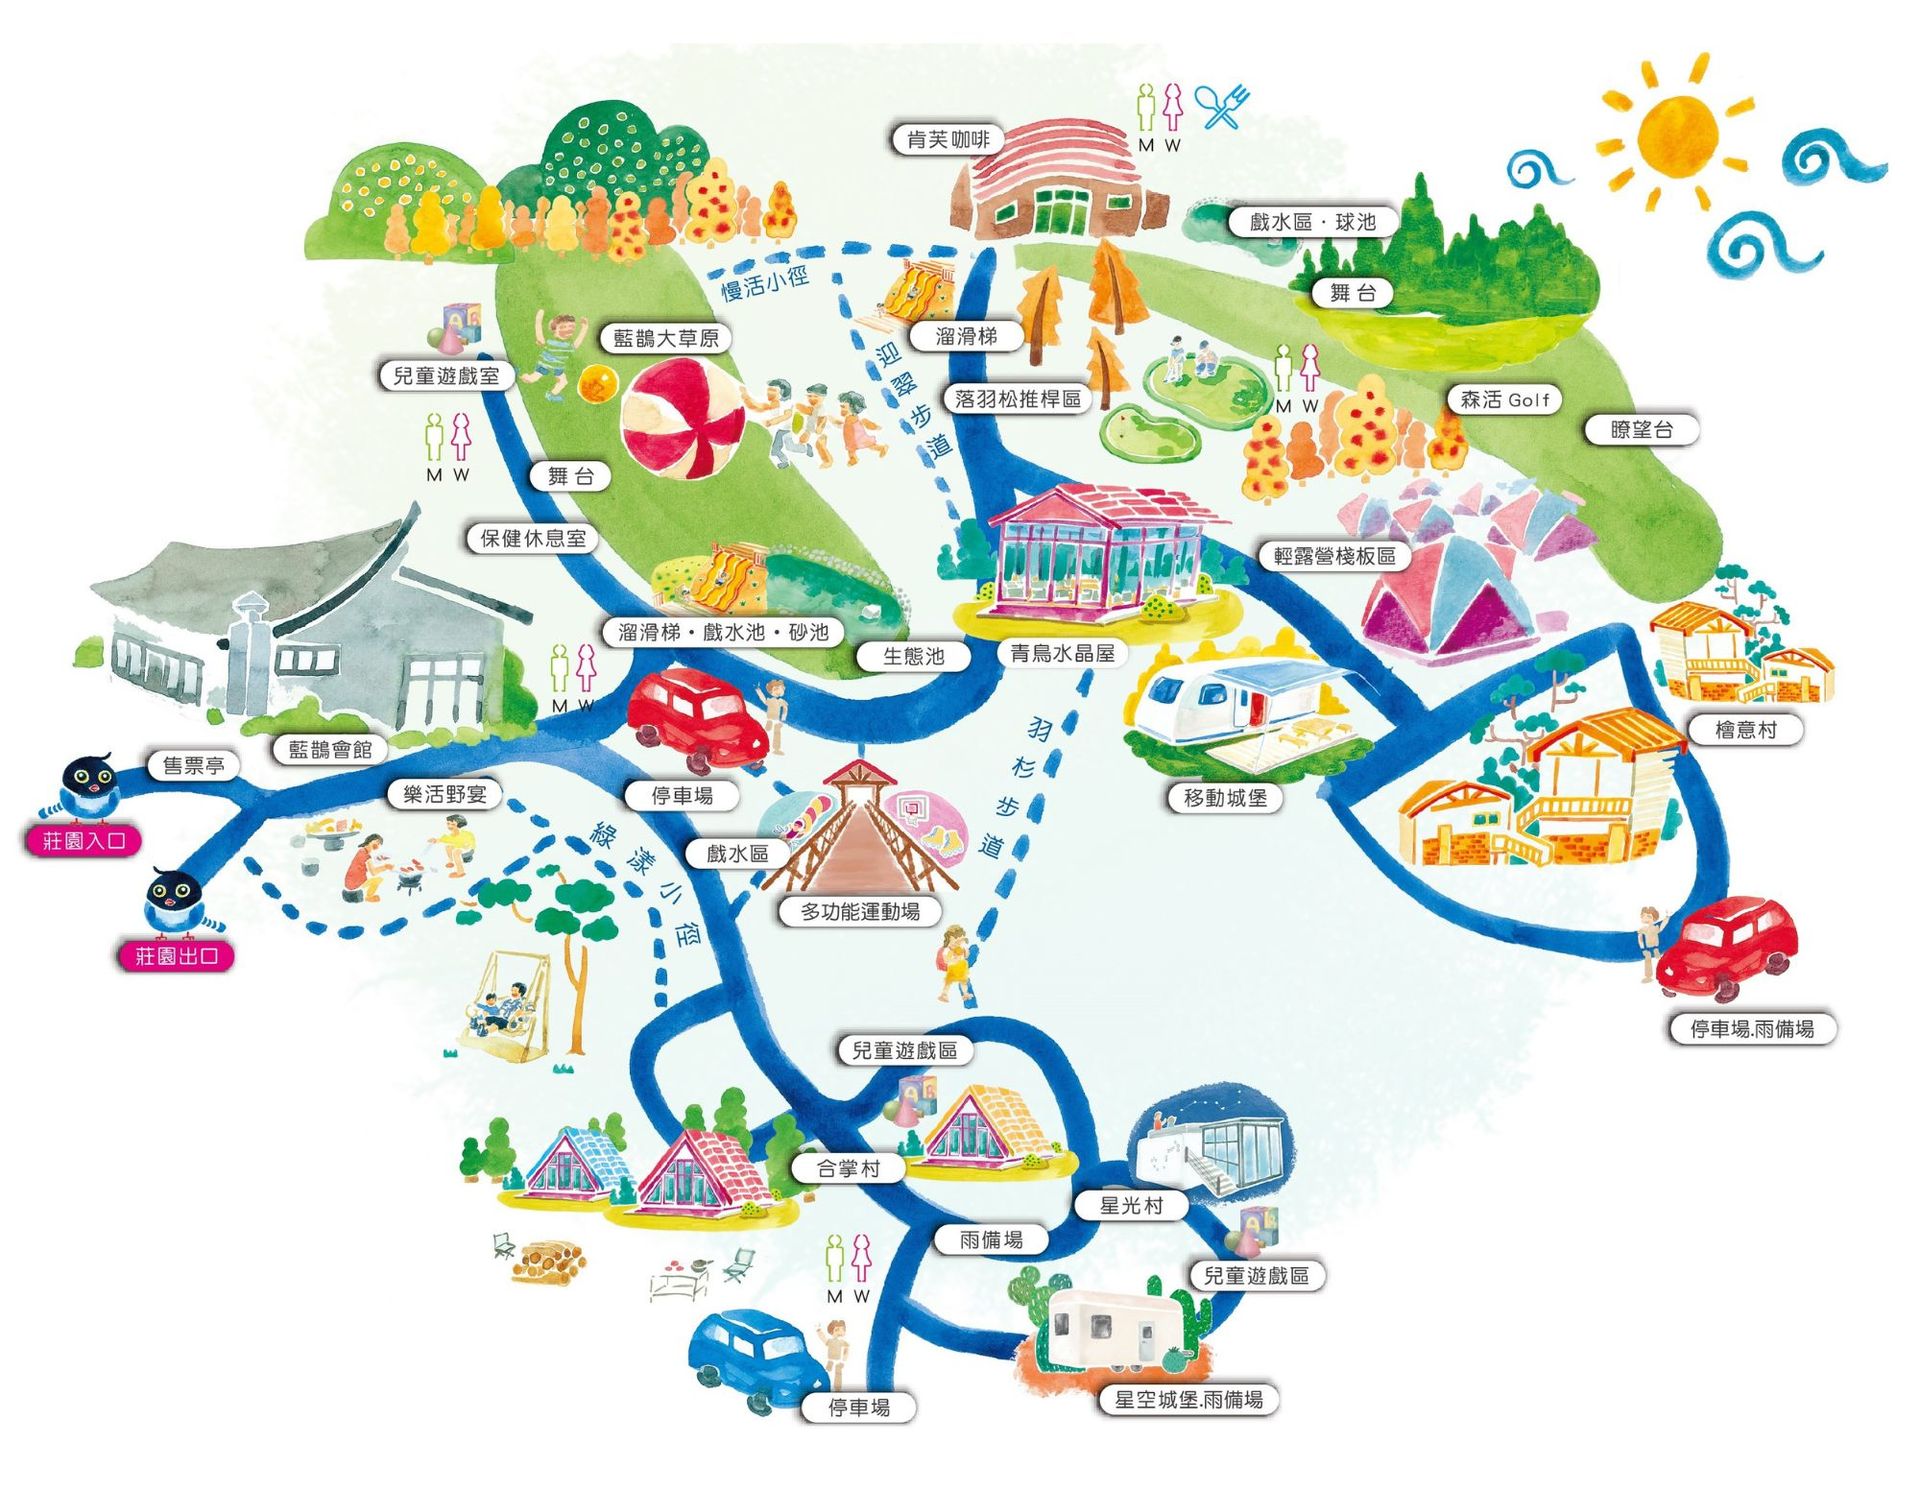 肯芙咖啡
M W
戲水區・球池
舞台
慢活小徑
溜滑梯
藍鵲大草原
兒童遊戲室
迎翠步道
落羽松推桿區
M W
森活 Golf
瞭望台
M W
舞台
保健休息室
輕露營棧板區
溜滑梯・戲水池・砂池
生態池
青鳥水晶屋
M W
羽杉步道
檜意村
藍鵲會館
售票亭
樂活野宴
停車場
移動城堡
莊園入口
綠漾小徑
戲水區
多功能運動場
莊園出口
停車場.雨備場
兒童遊戲區
合掌村
星光村
雨備場
兒童遊戲區
M W
星空城堡.雨備場
停車場